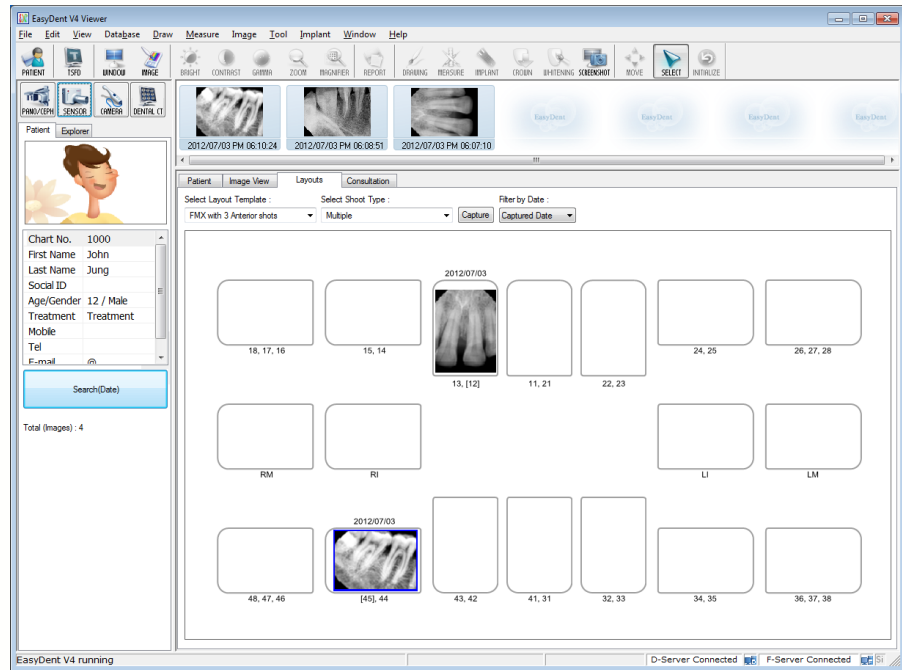 EasyDent V4 Viewer
File Edit View Database Draw Measure Image Tool Implant Window Help
PATIENT TSFD WINDOW IMAGE BRIGHT CONTRAST GAMMA ZOOM MAGNIFIER REPORT DRAWING MEASURE IMPLANT CROWN WHITENING SCREENSHOT MOVE SELECT INITIALIZE
PANO/CEPH SENSOR CAMERA DENTAL CT
EasyDent EasyDent EasyDent EasyDent
Patient Explorer
2012/07/03 PM 06:10:24 2012/07/03 PM 06:08:51 2012/07/03 PM 06:07:10
Patient Image View Layouts Consultation
Select Layout Template : Select Shoot Type : Filter by Date :
FMX with 3 Anterior shots Multiple Capture Captured Date
Chart No. 1000
First Name John
Last Name Jung
Social ID
Age/Gender 12 / Male
Treatment Treatment
Mobile
Tel
E-mail @
Search(Date)
Total (Images) : 4
2012/07/03
18, 17, 16 15, 14 24, 25 26, 27, 28
13, [12] 11, 21 22, 23
RM RI LI LM
2012/07/03
48, 47, 46 [45], 44 43, 42 41, 31 32, 33 34, 35 36, 37, 38
EasyDent V4 running D-Server Connected F-Server Connected Si